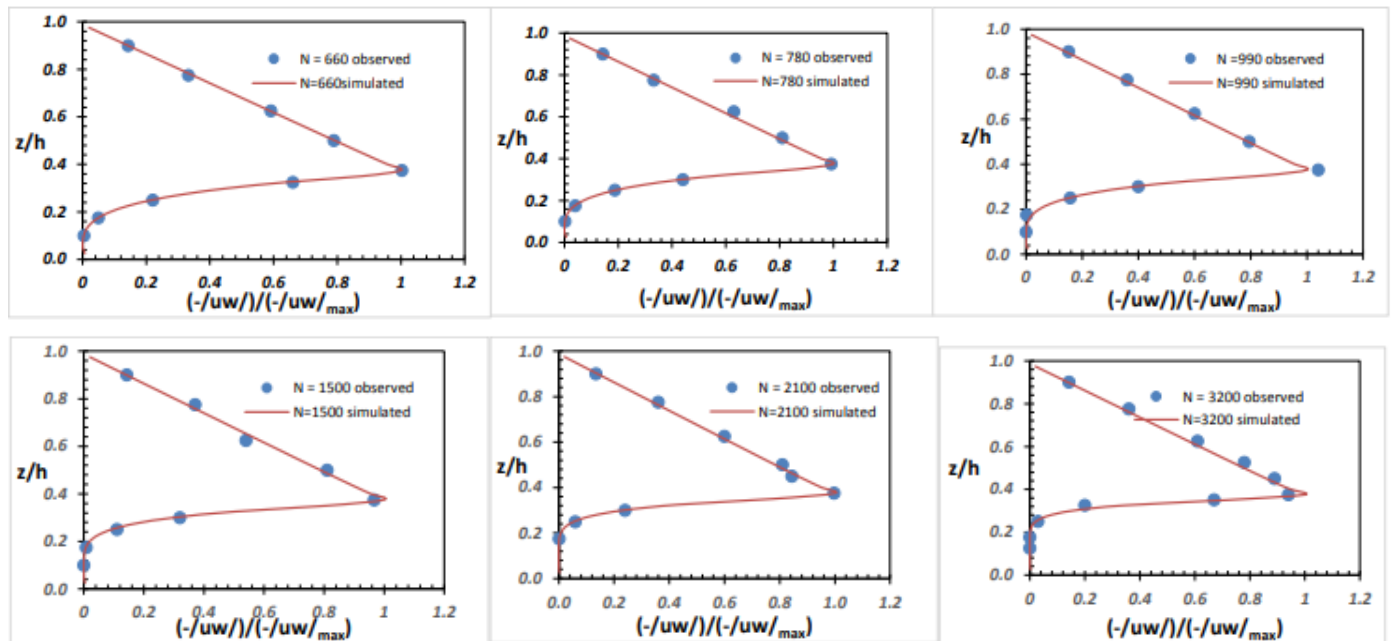 1.0
0.8
0.6
z/h
0.4
0.2
0.0
0 0.2 0.4 0.6 0.8 1 1.2
(-/uw/)/(-/uw/max)
N = 660 observed
N=660simulated
1.0
0.8
0.6
z/h
0.4
0.2
0.0
0 0.2 0.4 0.6 0.8 1 1.2
(-/uw/)/(-/uw/max)
N = 780 observed
N=780 simulated
1.0
0.8
0.6
z/h
0.4
0.2
0.0
0 0.2 0.4 0.6 0.8 1 1.2
(-/uw/)/(-/uw/max)
N =990 observed
N=990 simulated
1.0
0.8
0.6
z/h
0.4
0.2
0.0
0 0.2 0.4 0.6 0.8 1 1.2
(-/uw/)/(-/uw/max)
N = 1500 observed
N=1500 simulated
1.0
0.8
0.6
z/h
0.4
0.2
0.0
0.0 0.2 0.4 0.6 0.8 1.0 1.2
(-/uw/)/(-/uw/max)
N = 2100 observed
N=2100 simulated
1.0
0.8
0.6
z/h
0.4
0.2
0.0
0.0 0.2 0.4 0.6 0.8 1 1.2
(-/uw/)/(-/uw/max)
N = 3200 observed
N=3200 simulated